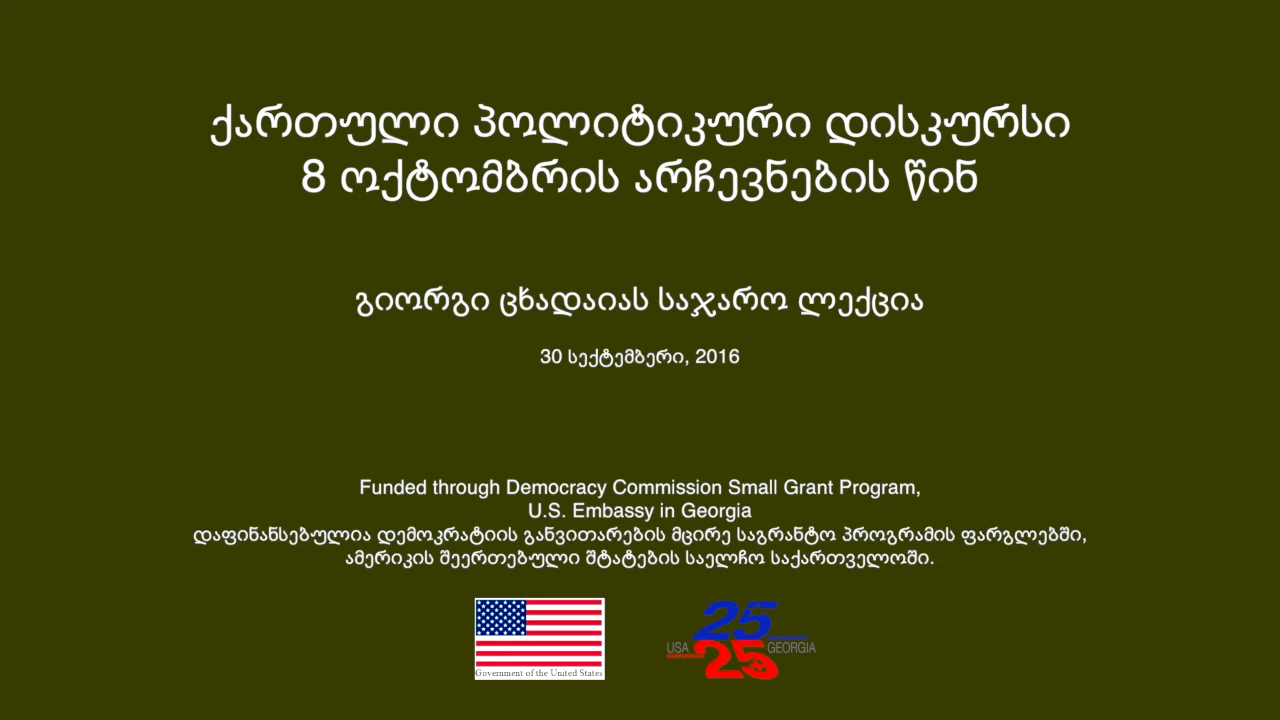 ქართული პოლიტიკური დისკურსი
8 ოქტომბრის არჩევნების წინ
გიორგი ცხადაიას საჯარო ლექცია
30 სექტემბერი, 2016
Funded through Democracy Commission Small Grant Program,
U.S. Embassy in Georgia
დაფინანსებულია დემოკრატიის განვითარების მცირე საგრანტო პროგრამის ფარგლებში,
ამერიკის შეერთებული შტატების საელჩო საქართველოში.
Government of the United States
25
USA GEORGIA
25